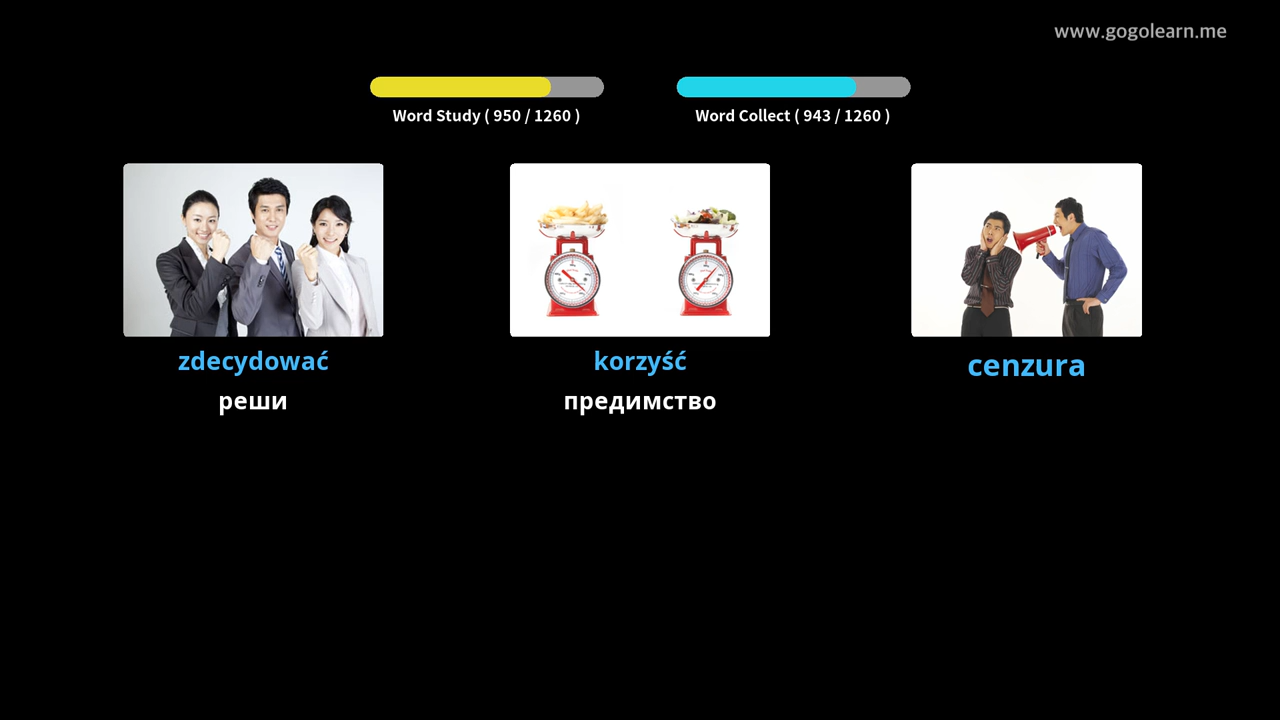 www.gogolearn.me
Word Study ( 950 / 1260 )
Word Collect ( 943 / 1260 )
zdecydować
реши
korzyść
предимство
cenzura